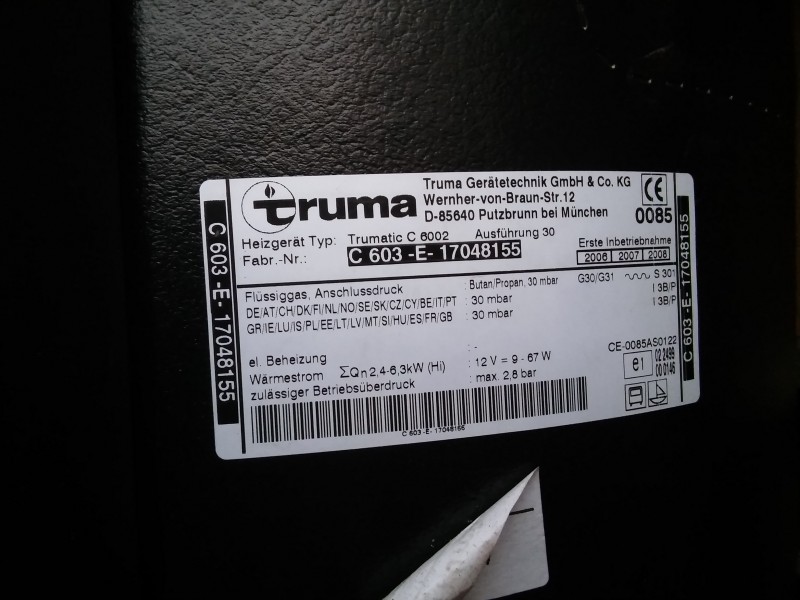 truma
Truma Gerätetechnik GmbH & Co. KG
Wernher-von-Braun-Str.12
D-85640 Putzbrunn bei München
CE
0085
Heizgerät Typ: Trumatic C 6002 Ausführung 30
Fabr.-Nr.: C 603 -E- 17048155
Erste Inbetriebnahme
2006 2007 2008
Flüssiggas, Anschlussdruck : Butan/Propan, 30 mbar G30/G31 S 301
DE/AT/CH/DK/FI/NL/NO/SE/SK/CZ/CY/BE/IT/PT : 30 mbar I 3B/P
GR/IE/LU/IS/PL/EE/LT/LV/MT/SI/HU/ES/FR/GB : 30 mbar I 3B/P
el. Beheizung : -
Wärmestrom ΣQn 2,4-6,3kW (Hi) : 12 V = 9 - 67 W
zulässiger Betriebsüberdruck : max. 2,8 bar
CE-0085AS0122
e1 02 2499
00 0146
C 603 -E- 17048155
C 603 -E- 17048155
C 603 -E- 17048155